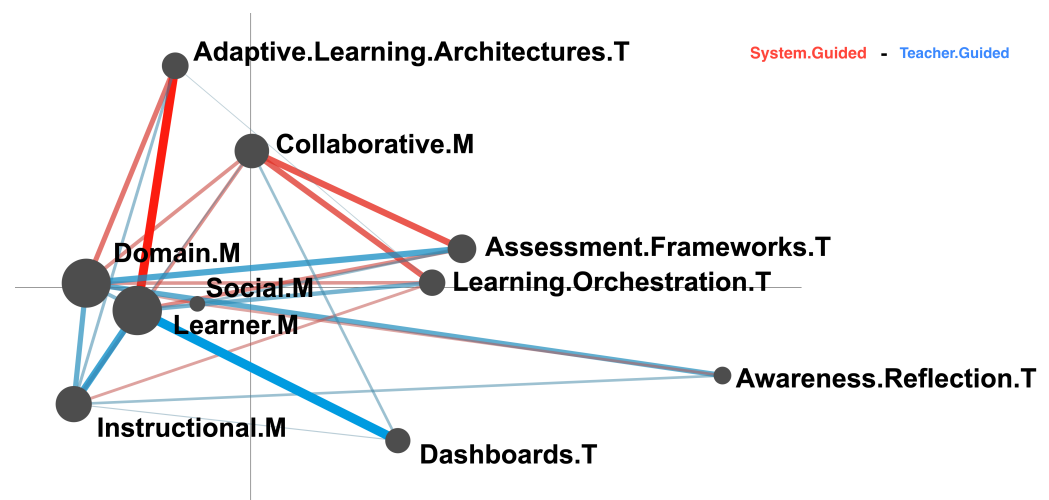 Adaptive.Learning.Architectures.T
System.Guided - Teacher.Guided
Collaborative.M
Domain.M
Assessment.Frameworks.T
Social.M
Learning.Orchestration.T
Learner.M
Awareness.Reflection.T
Instructional.M
Dashboards.T